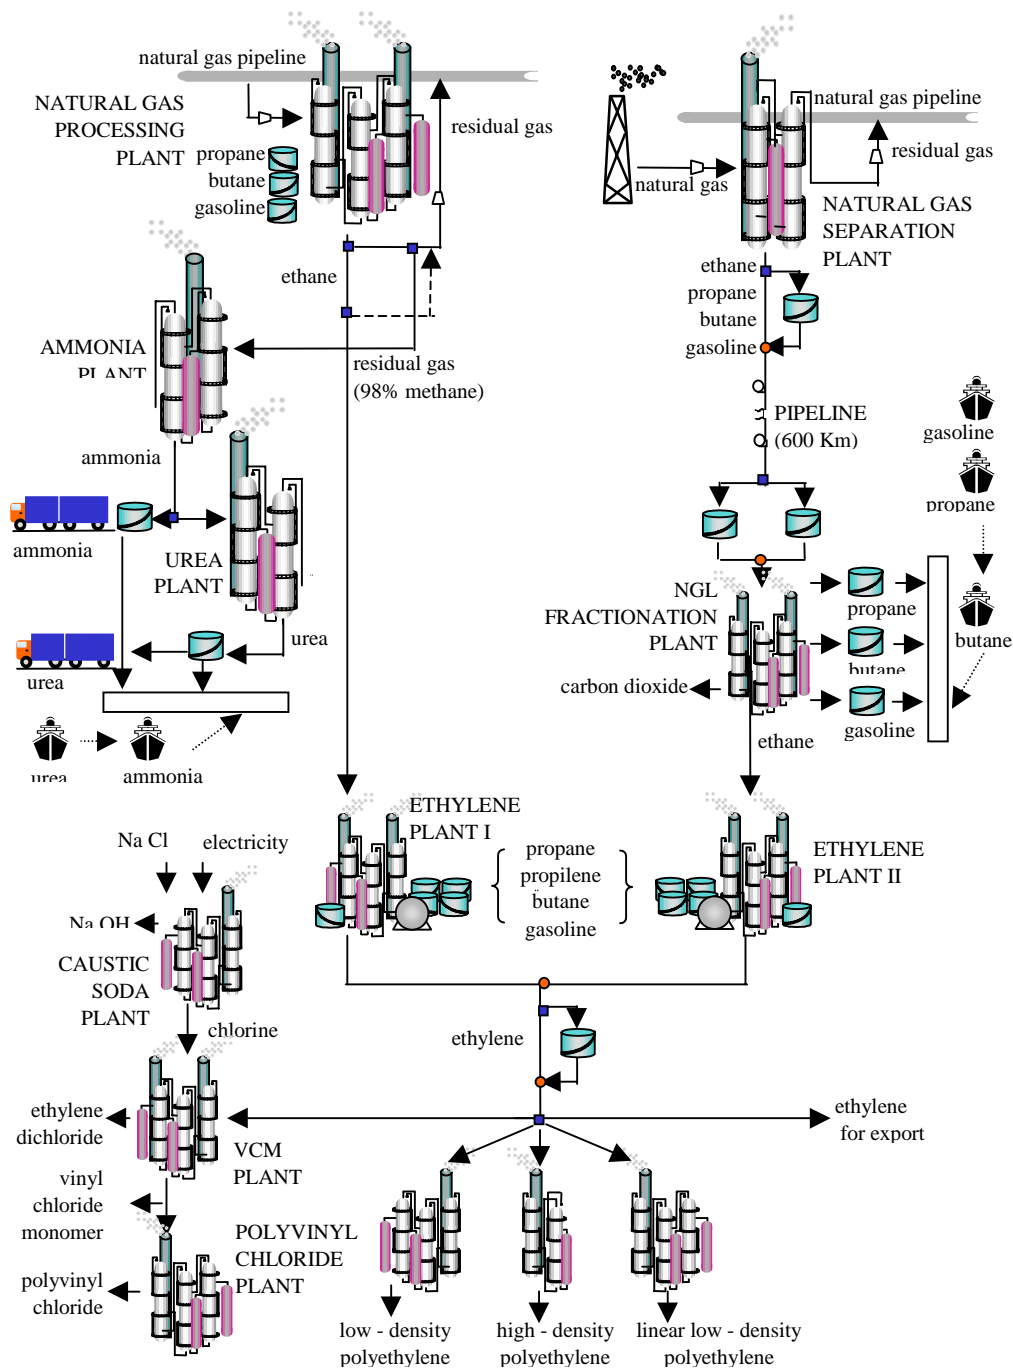 natural gas pipeline
NATURAL GAS
PROCESSING
PLANT
propane
butane
gasoline
residual gas
ethane
natural gas pipeline
residual gas
natural gas
NATURAL GAS
SEPARATION
PLANT
ethane
propane
butane
gasoline
AMMONIA
PLANT
residual gas
(98% methane)
PIPELINE
(600 Km)
gasoline
propane
butane
ammonia
ammonia
UREA
PLANT
urea
urea
urea
ammonia
NGL
FRACTIONATION
PLANT
propane
butane
gasoline
carbon dioxide
ethane
ETHYLENE
PLANT I
propane
propilene
butane
gasoline
ETHYLENE
PLANT II
Na Cl
electricity
Na OH
CAUSTIC
SODA
PLANT
chlorine
ethylene
ethylene
dichloride
VCM
PLANT
ethylene
for export
vinyl
chloride
monomer
POLYVINYL
CHLORIDE
PLANT
polyvinyl
chloride
low - density
polyethylene
high - density
polyethylene
linear low - density
polyethylene